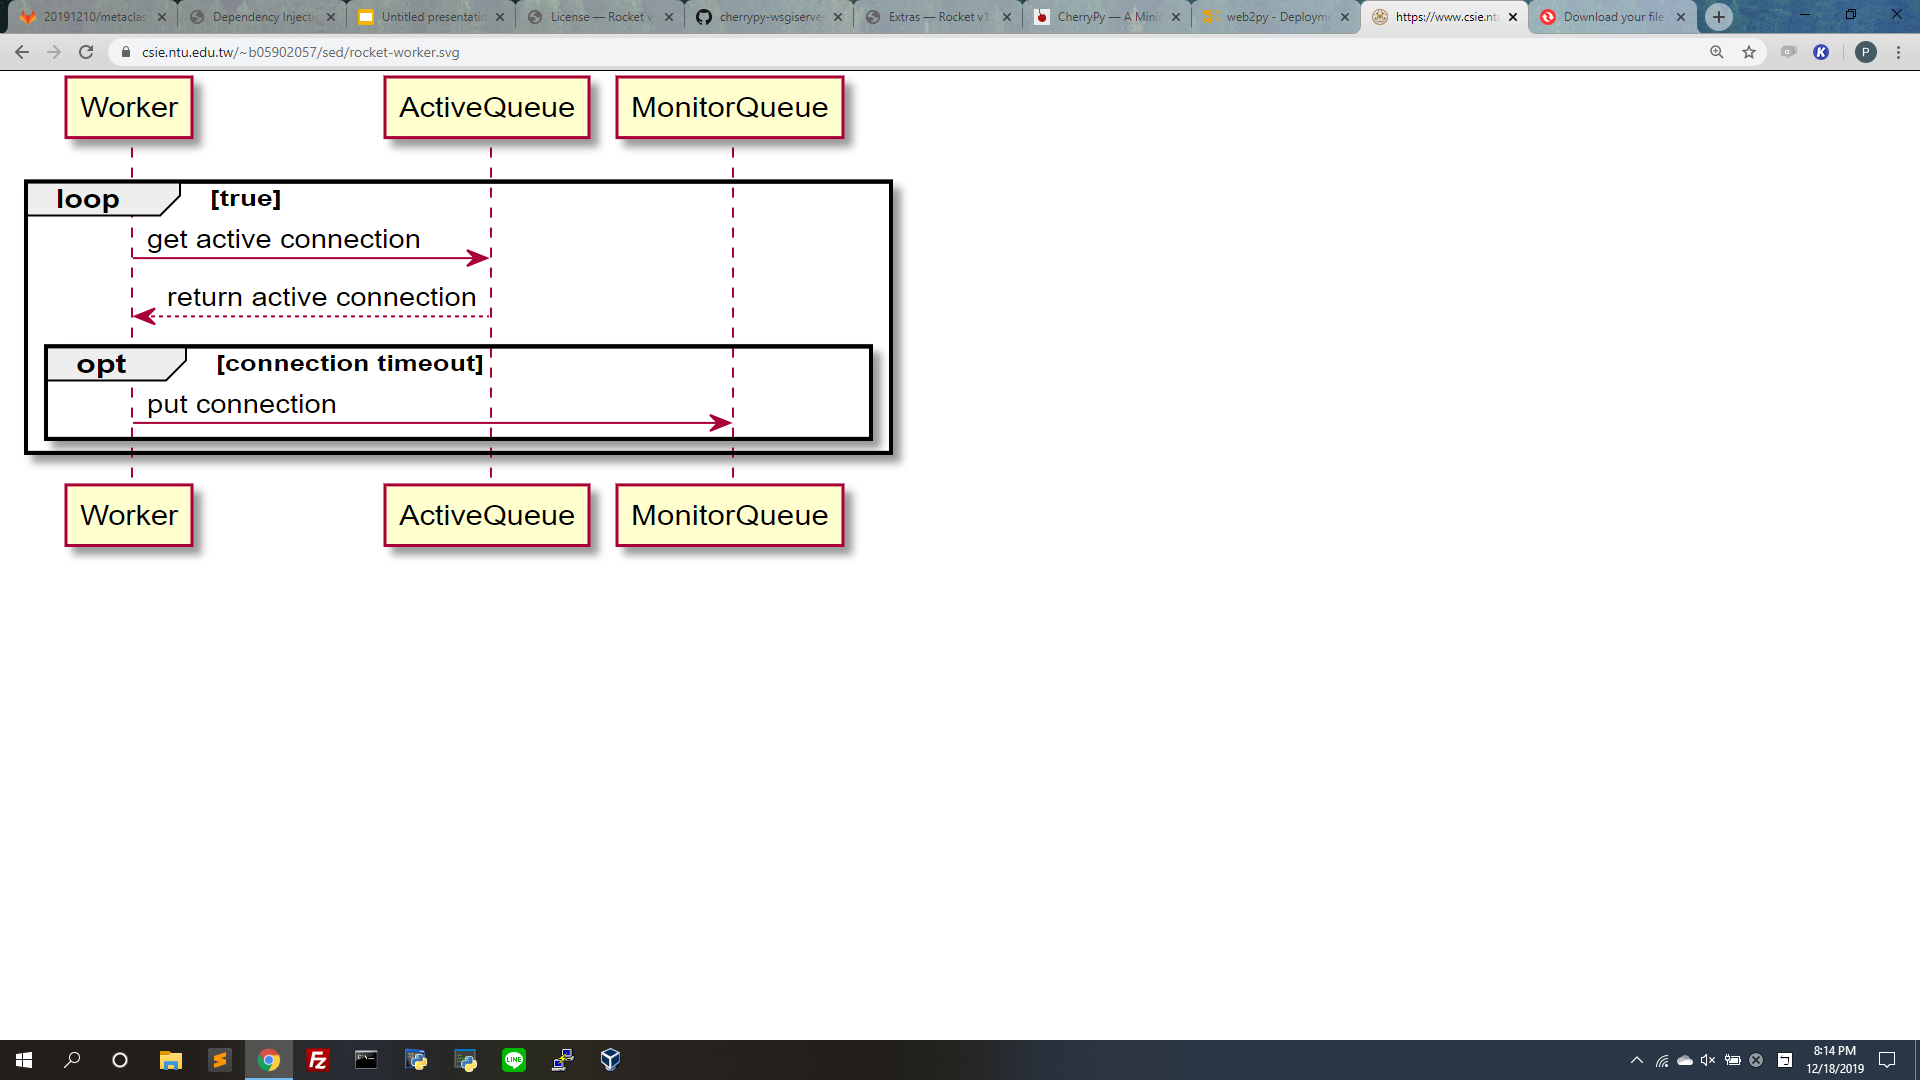 20191210/metaclas
Dependency Injecti
Untitled presentatio
License — Rocket v
cherrypy-wsgiserve
Extras — Rocket v1.
CherryPy — A Mini
web2py - Deployme
https://www.csie.nt
Download your file
csie.ntu.edu.tw/~b05902057/sed/rocket-worker.svg
P
Worker
ActiveQueue
MonitorQueue
loop
[true]
get active connection
return active connection
opt
[connection timeout]
put connection
Worker
ActiveQueue
MonitorQueue
8:14 PM
12/18/2019